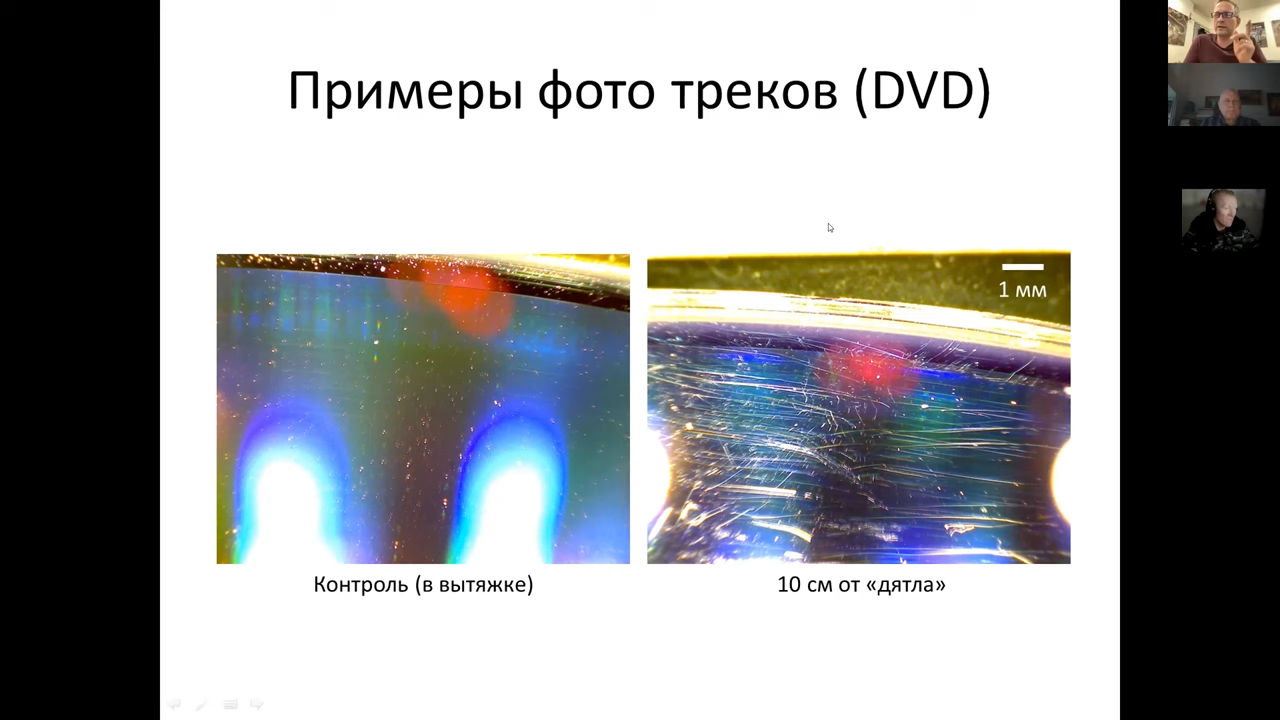 Примеры фото треков (DVD)
1 мм
Контроль (в вытяжке)
10 см от «дятла»